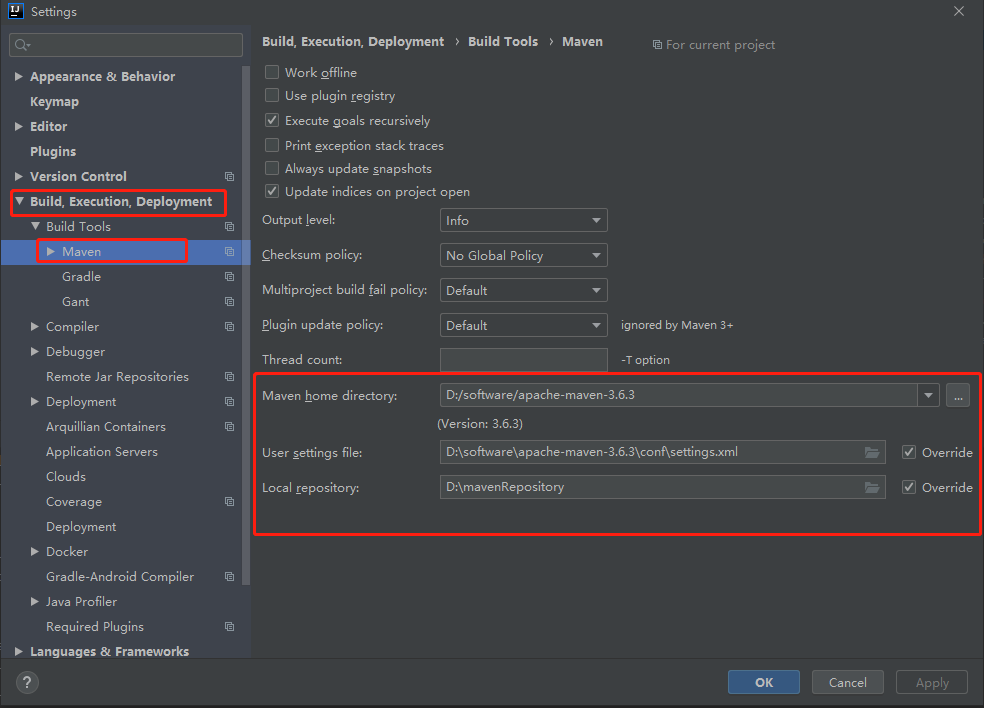 IJ Settings
Appearance & Behavior
Keymap
Editor
Plugins
Version Control
Build, Execution, Deployment
Build Tools
Maven
Gradle
Gant
Compiler
Debugger
Remote Jar Repositories
Deployment
Arquillian Containers
Application Servers
Clouds
Coverage
Deployment
Docker
Gradle-Android Compiler
Java Profiler
Required Plugins
Languages & Frameworks
Build, Execution, Deployment › Build Tools › Maven For current project
Work offline
Use plugin registry
Execute goals recursively
Print exception stack traces
Always update snapshots
Update indices on project open
Output level: Info
Checksum policy: No Global Policy
Multiproject build fail policy: Default
Plugin update policy: Default ignored by Maven 3+
Thread count: -T option
Maven home directory: D:/software/apache-maven-3.6.3 ...
(Version: 3.6.3)
User settings file: D:\software\apache-maven-3.6.3\conf\settings.xml Override
Local repository: D:\mavenRepository Override
? OK Cancel Apply